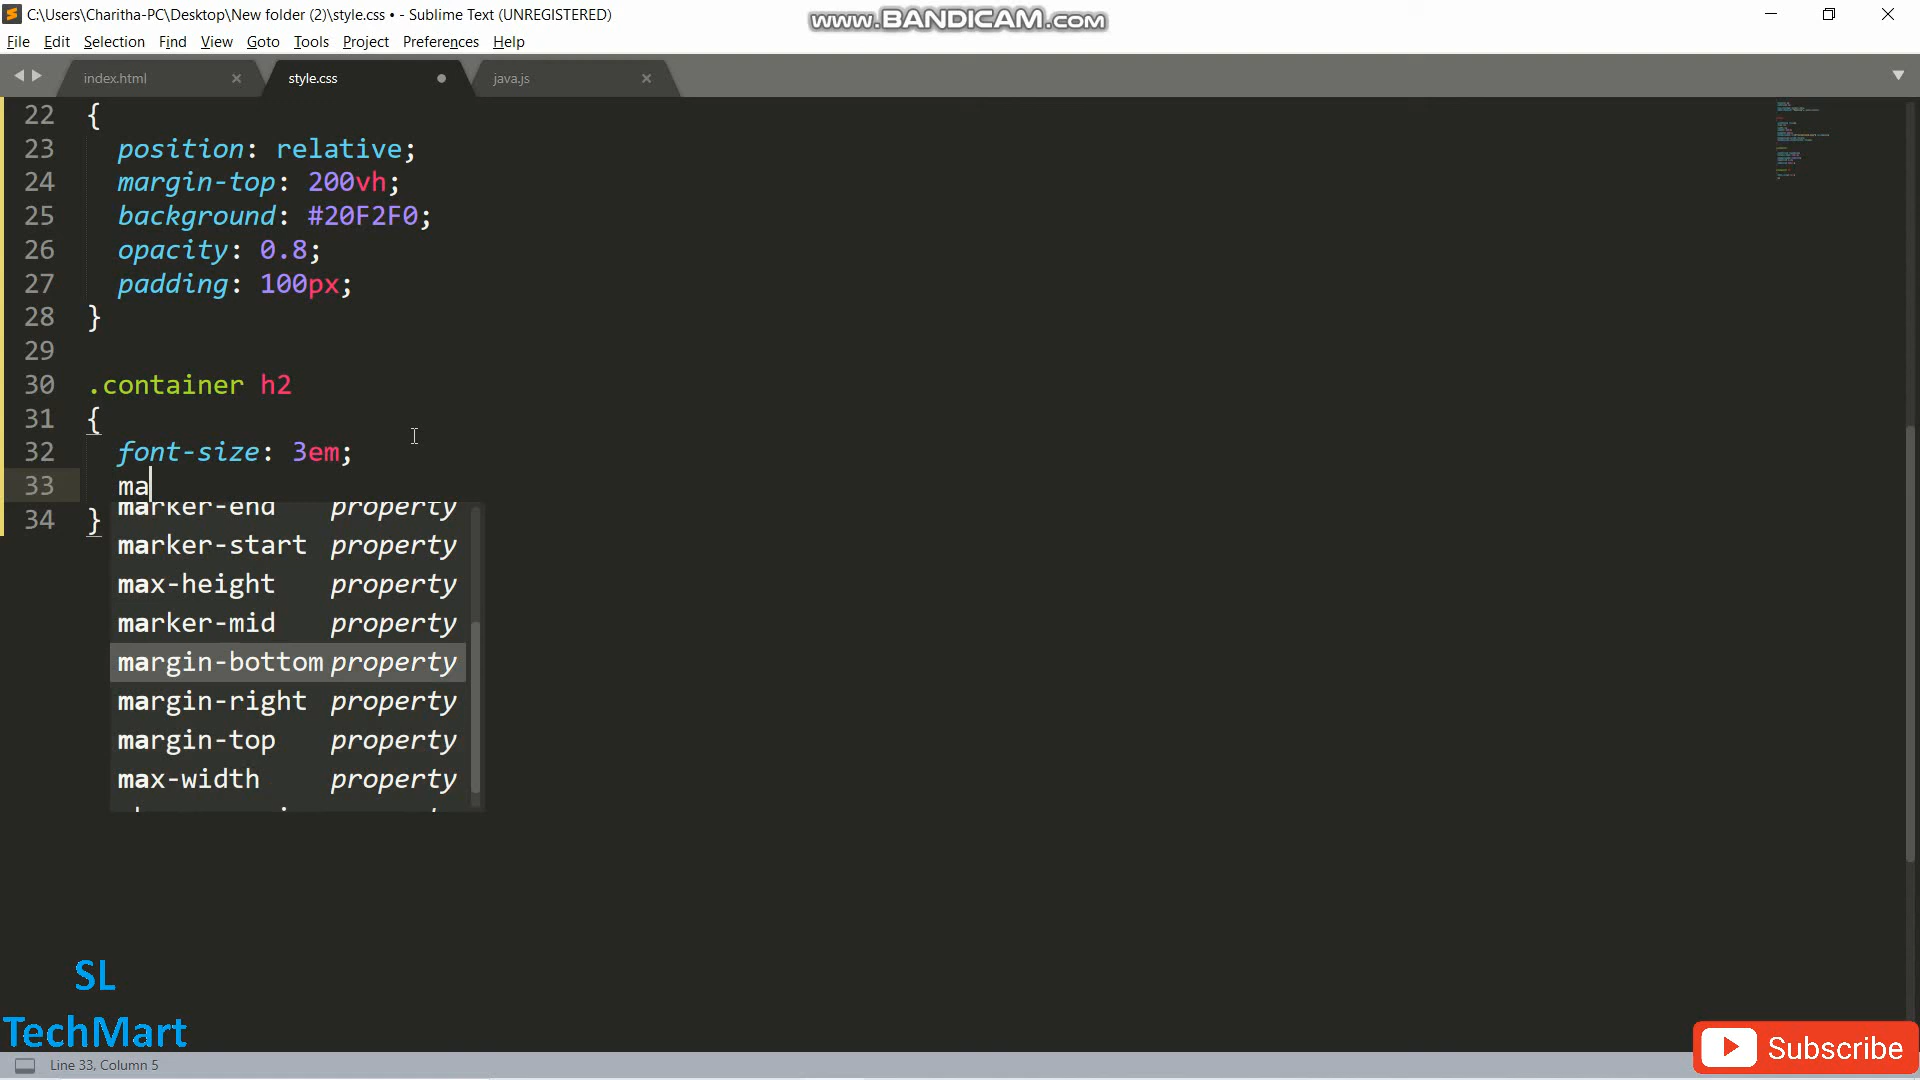 C:\Users\Charitha-PC\Desktop\New folder (2)\style.css • - Sublime Text (UNREGISTERED)
www.BANDICAM.com
File Edit Selection Find View Goto Tools Project Preferences Help
index.html style.css java.js
22 {
23 position: relative;
24 margin-top: 200vh;
25 background: #20F2F0;
26 opacity: 0.8;
27 padding: 100px;
28 }
29
30 .container h2
31 {
32 font-size: 3em;
33 ma
34 }
marker-end property
marker-start property
max-height property
marker-mid property
margin-bottom property
margin-right property
margin-top property
max-width property
SL
TechMart
Line 33, Column 5
Subscribe